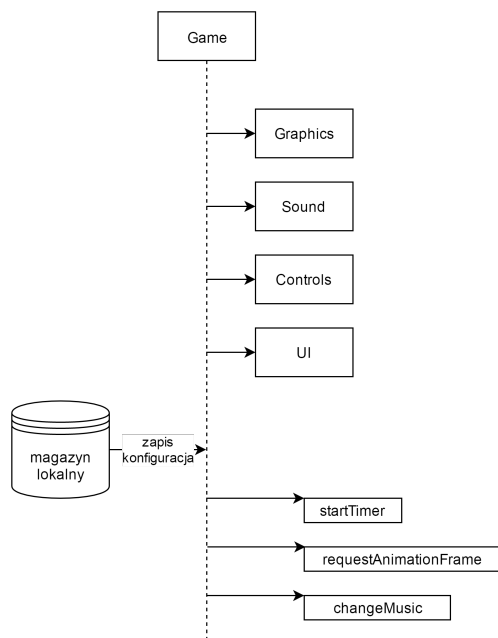 Game
Graphics
Sound
Controls
UI
magazyn
lokalny
zapis
konfiguracja
startTimer
requestAnimationFrame
changeMusic